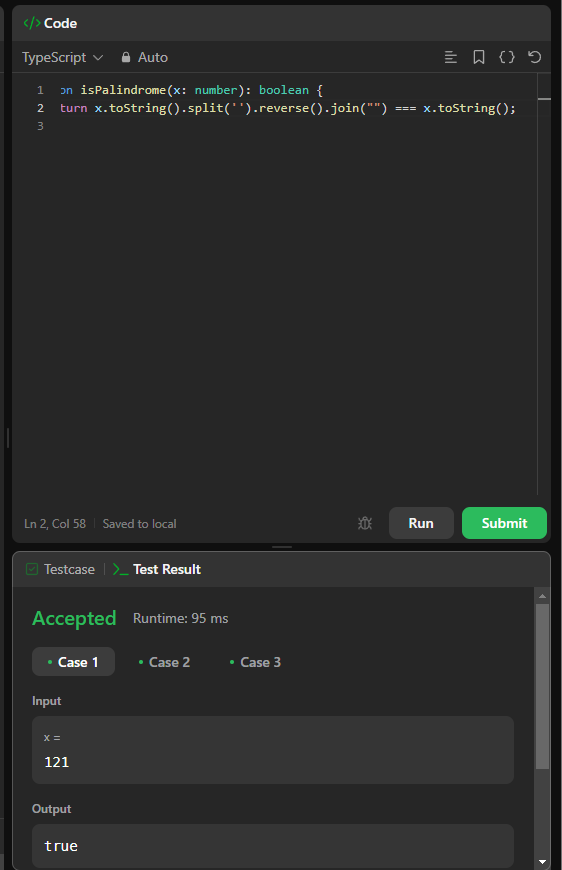 </> Code
TypeScript Auto
1 on isPalindrome(x: number): boolean {
2 turn x.toString().split('').reverse().join("") === x.toString();
3
Ln 2, Col 58 Saved to local Run Submit
Testcase >_ Test Result
Accepted Runtime: 95 ms
• Case 1 • Case 2 • Case 3
Input
x =
121
Output
true